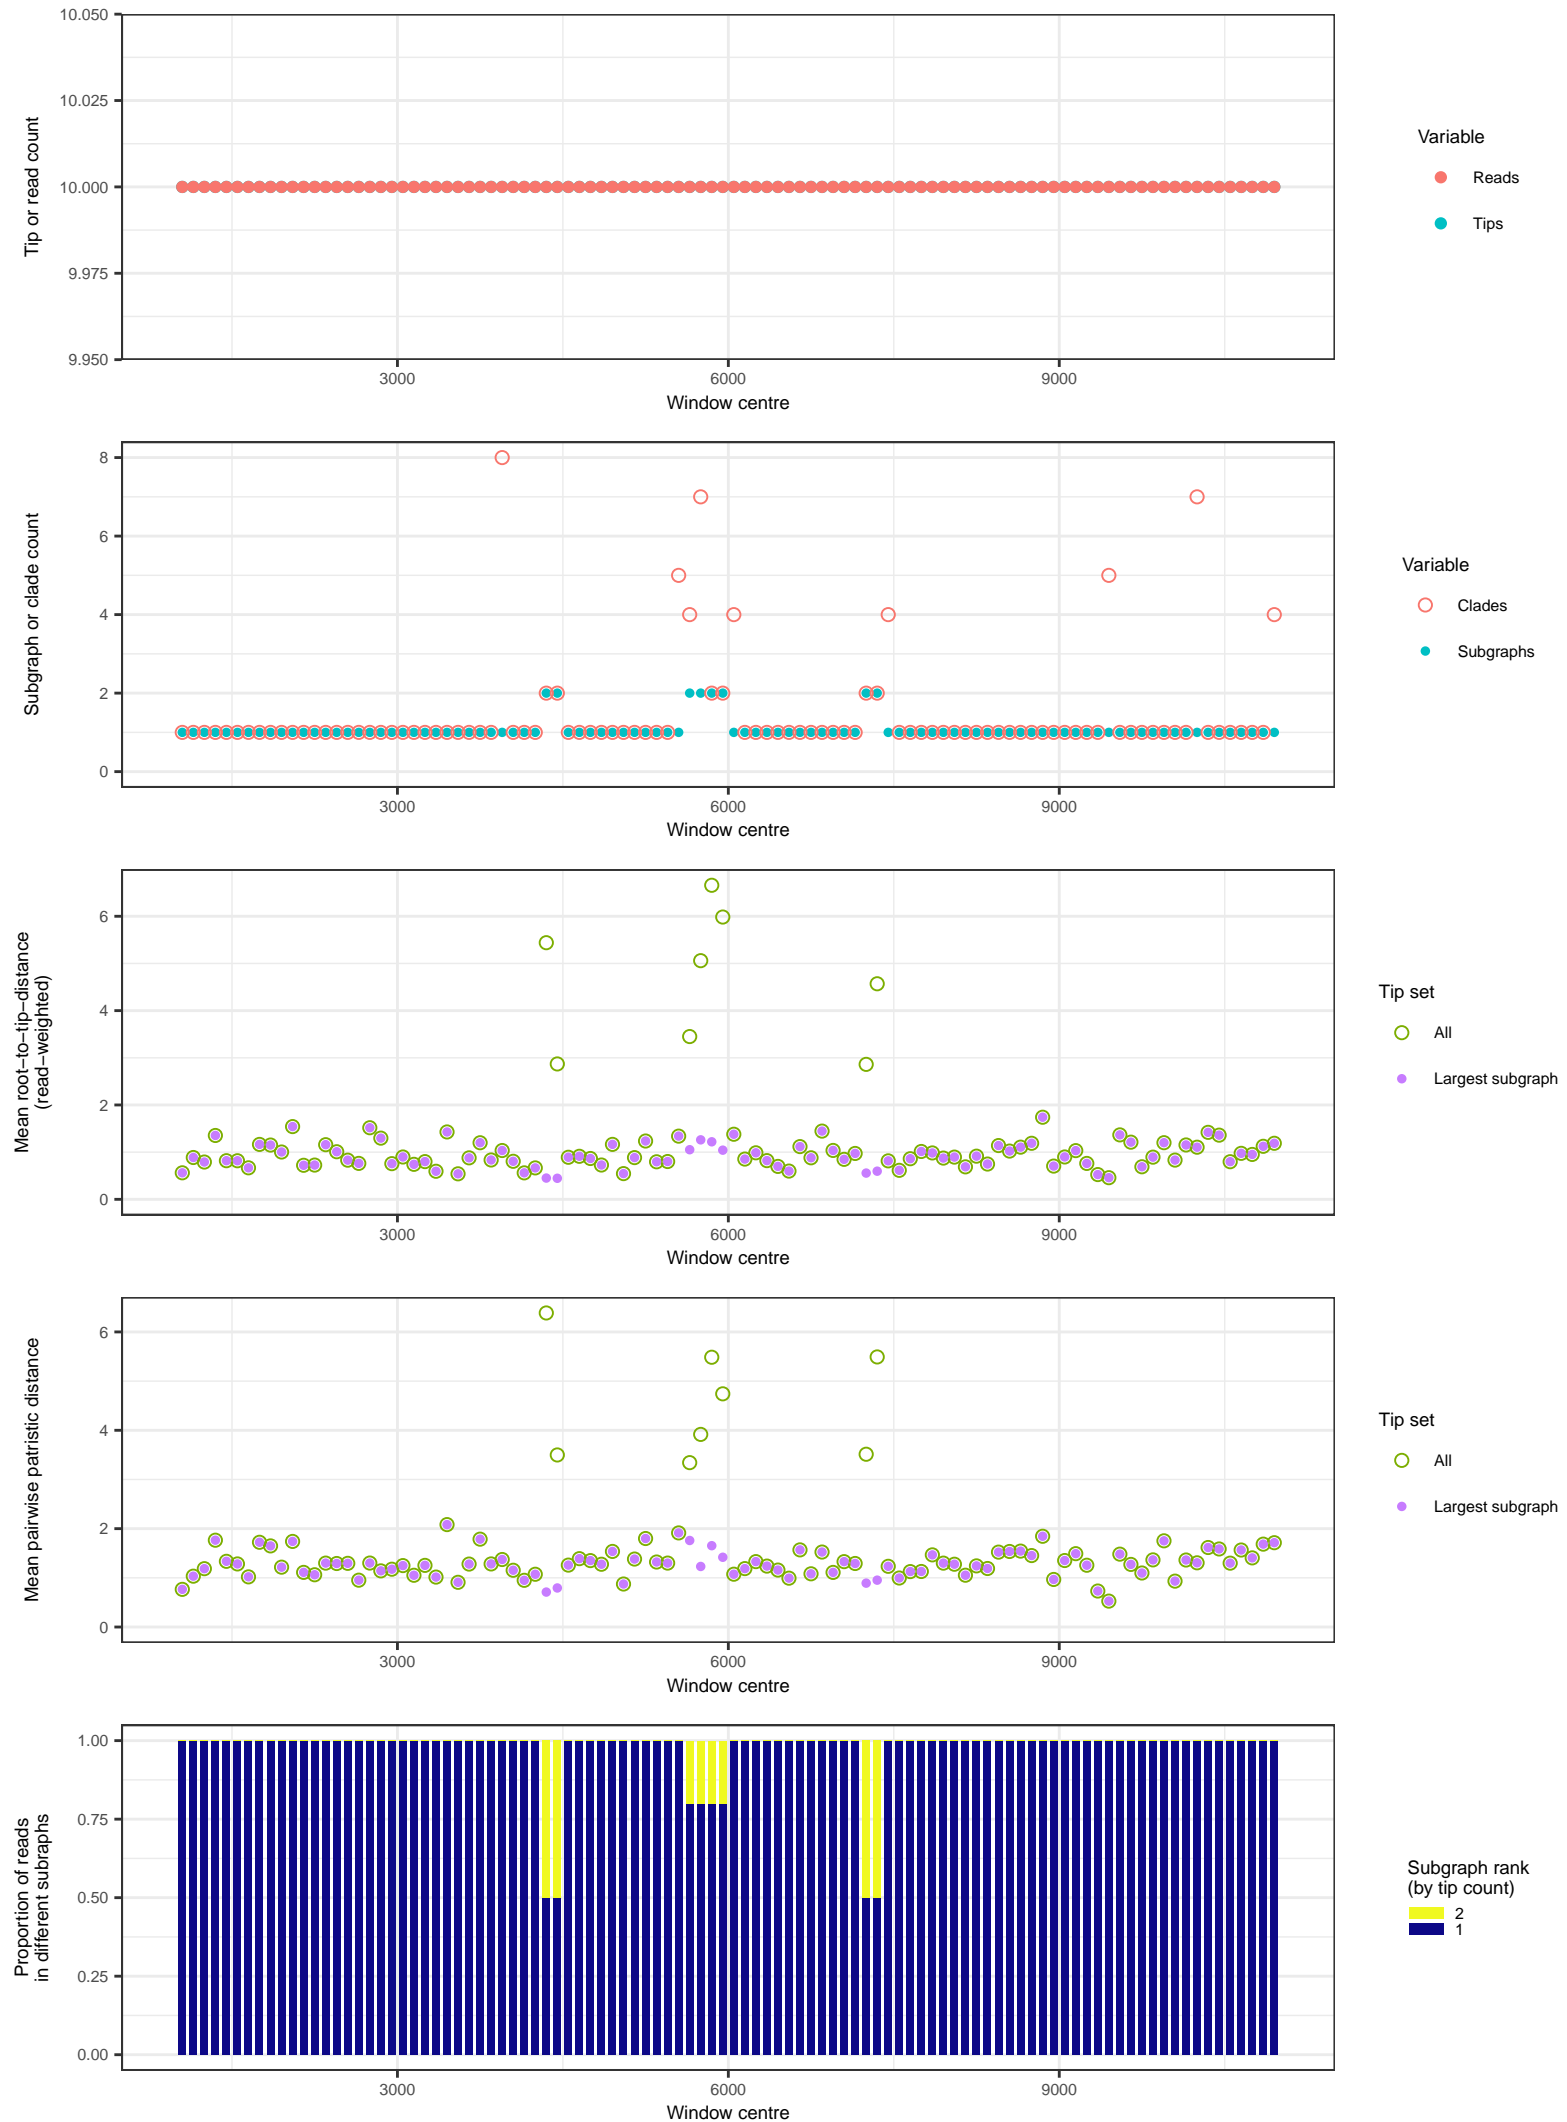 10.050
10.025
10.000
9.975
9.950
Tip or read count
3000
6000
9000
Window centre
Variable
Reads
Tips
8
6
4
2
0
Subgraph or clade count
3000
6000
9000
Window centre
Variable
Clades
Subgraphs
6
4
2
0
Mean root−to−tip−distance
(read−weighted)
3000
6000
9000
Window centre
Tip set
All
Largest subgraph
6
4
2
0
Mean pairwise patristic distance
3000
6000
9000
Window centre
Tip set
All
Largest subgraph
1.00
0.75
0.50
0.25
0.00
Proportion of reads
in different subraphs
3000
6000
9000
Window centre
Subgraph rank
(by tip count)
2
1